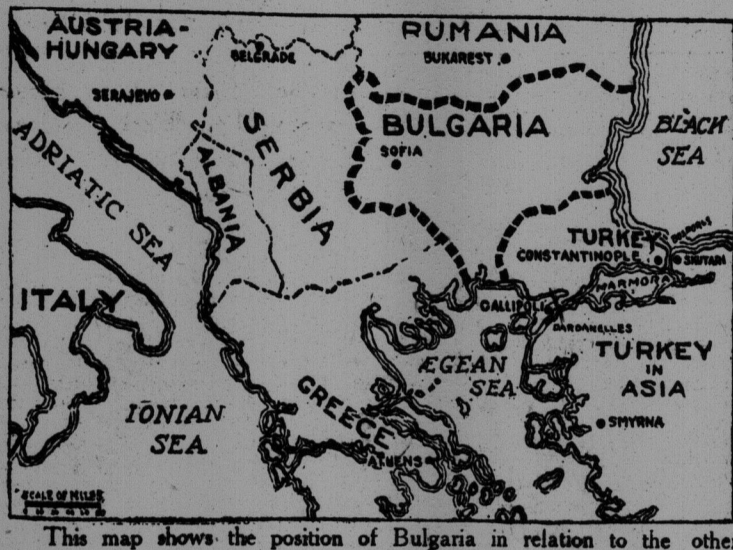 AUSTRIA-
HUNGARY
RUMANIA
BELGRADE
BUKAREST
SERAJEVO
BULGARIA
SOFIA
BLACK
SEA
ADRIATIC SEA
SERBIA
ALBANIA
TURKEY
CONSTANTINOPLE
SKUTARI
MARMORA
ITALY
GALLIPOLI
DARDANELLES
TURKEY
IN
ASIA
ÆGEAN
SEA
GREECE
IONIAN
SEA
SMYRNA
ATHENS
SCALE OF MILES
This map shows the position of Bulgaria in relation to the other